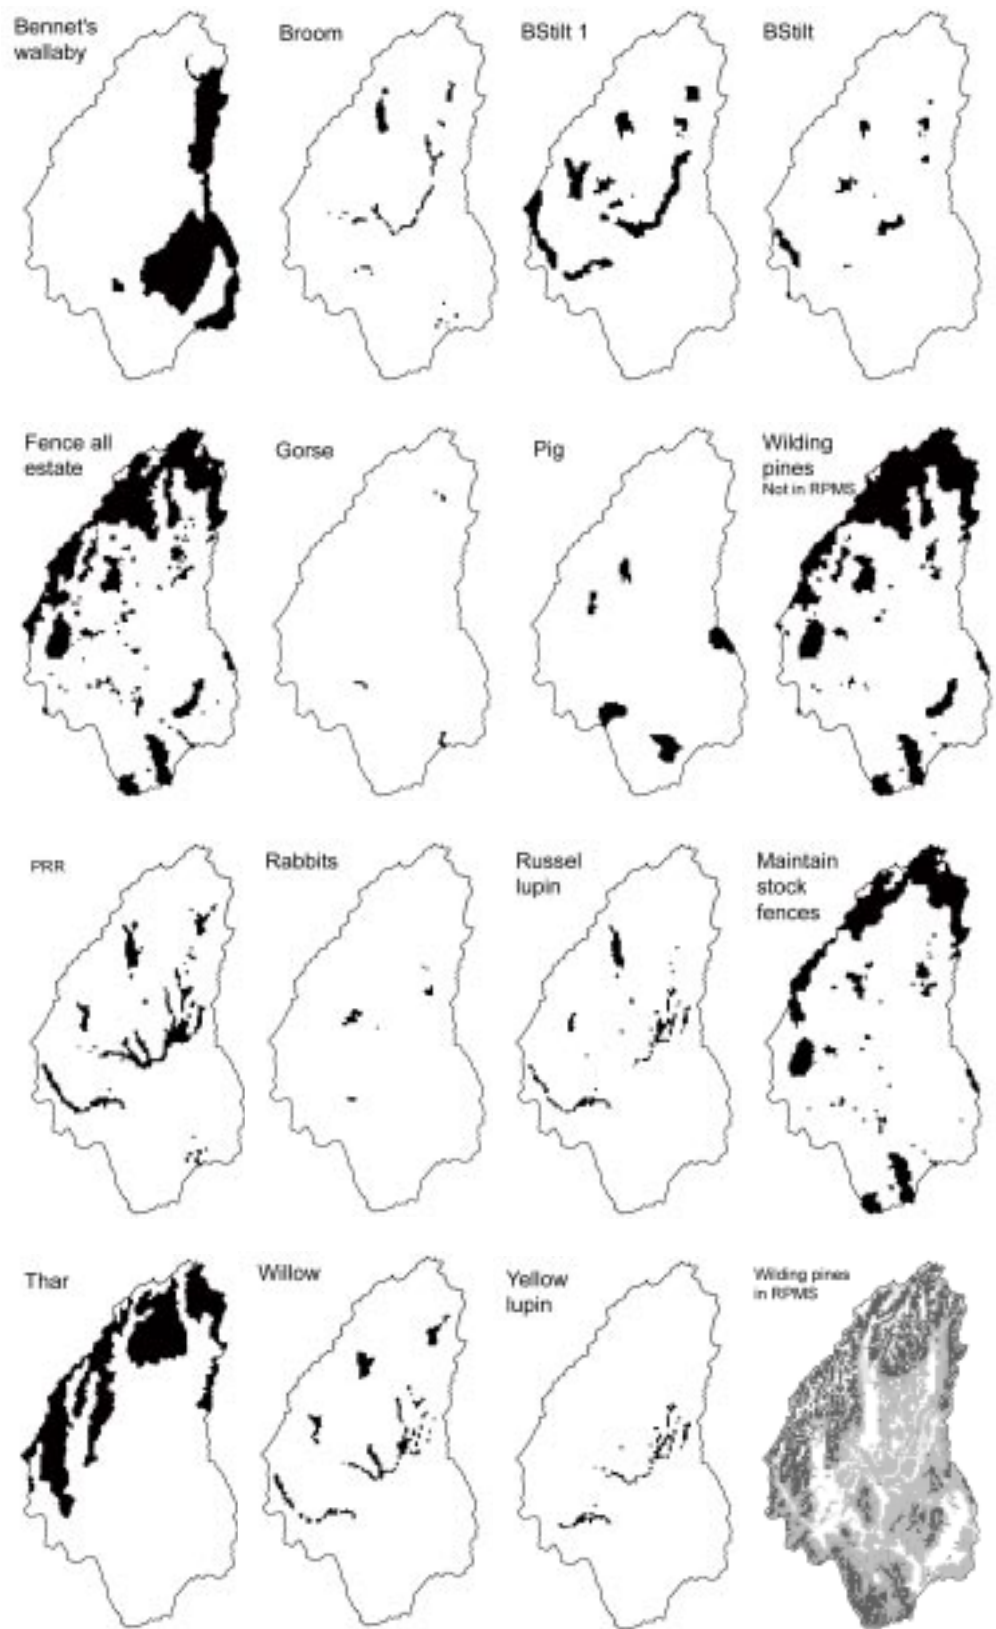 Bennet's
wallaby
Broom
BStilt 1
BStilt
Fence all
estate
Gorse
Pig
Wilding
pines
Not in RPMS
PRR
Rabbits
Russel
lupin
Maintain
stock
fences
Thar
Willow
Yellow
lupin
Wilding pines
in RPMS